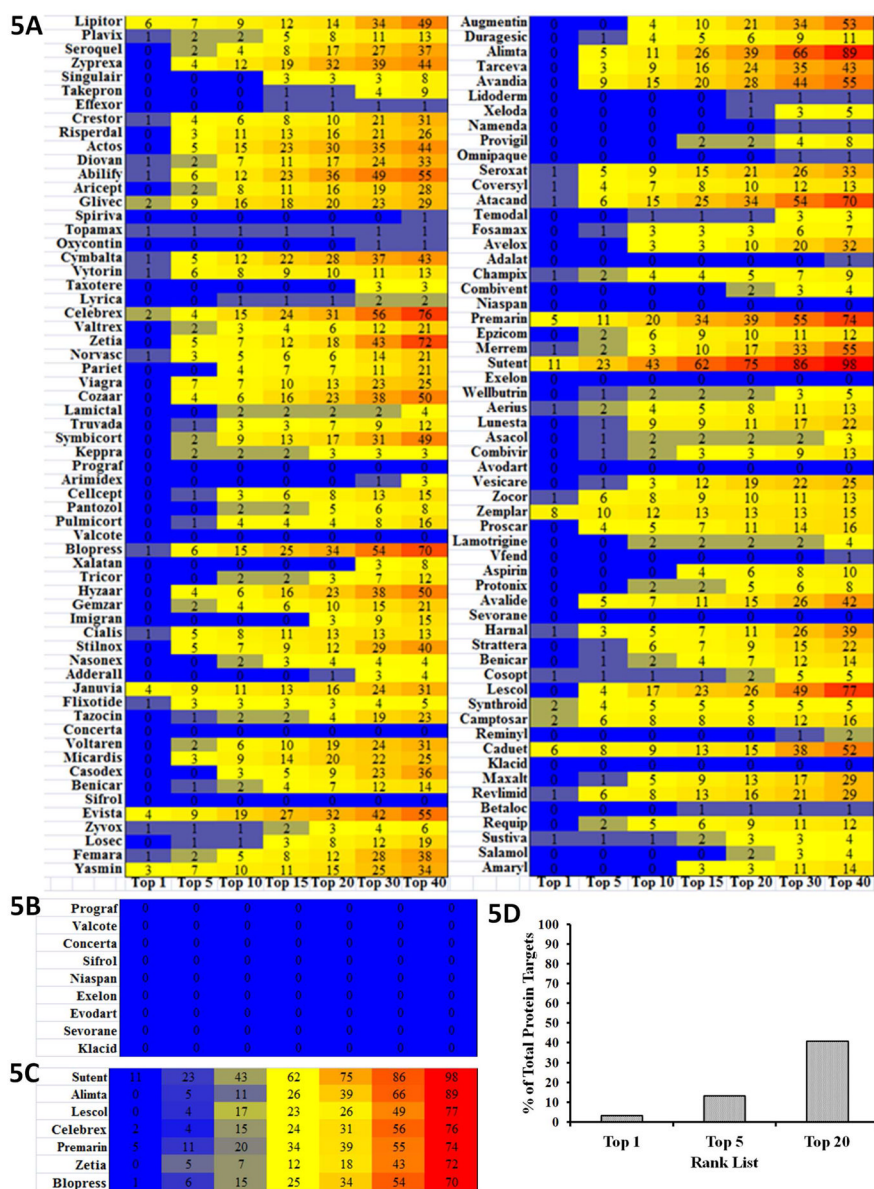 5A
Lipitor 6 7 9 12 14 34 49
Plavix 1 2 2 5 8 11 13
Seroquel 0 2 4 8 17 27 37
Zyprexa 0 4 12 19 32 39 44
Singulair 0 0 0 3 3 3 8
Takepron 0 0 0 1 1 4 9
Effexor 0 0 0 1 1 1 1
Crestor 1 4 6 8 10 21 31
Risperdal 0 3 11 13 16 21 26
Actos 0 5 15 23 30 35 44
Diovan 1 2 7 11 17 24 33
Abilify 1 6 12 23 36 49 55
Aricept 0 2 8 11 16 19 28
Glivec 2 9 16 18 20 23 29
Spiriva 0 0 0 0 0 0 1
Topamax 1 1 1 1 1 1 1
Oxycontin 0 0 0 0 0 1 1
Cymbalta 1 5 12 22 28 37 43
Vytorin 1 6 8 9 10 11 13
Taxotere 0 0 0 0 0 3 3
Lyrica 0 0 1 1 1 2 2
Celebrex 2 4 15 24 31 56 76
Valtrex 0 2 3 4 6 12 21
Zetia 0 5 7 12 18 43 72
Norvasc 1 3 5 6 6 14 21
Pariet 0 0 4 7 7 11 21
Viagra 0 7 7 10 13 23 25
Cozaar 0 4 6 16 23 38 50
Lamictal 0 0 2 2 2 2 4
Truvada 0 1 3 3 7 9 12
Symbicort 0 2 9 13 17 31 49
Keppra 0 2 2 2 3 3 3
Prograf 0 0 0 0 0 0 0
Arimidex 0 0 0 0 0 1 3
Cellcept 0 1 3 6 8 13 15
Pantozol 0 0 2 2 5 6 8
Pulmicort 0 1 4 4 4 8 16
Valcote 0 0 0 0 0 0 0
Blopress 1 6 15 25 34 54 70
Xalatan 0 0 0 0 0 3 8
Tricor 0 0 2 2 3 7 12
Hyzaar 0 4 6 16 23 38 50
Gemzar 0 2 4 6 10 15 21
Imigran 0 0 0 0 3 9 15
Cialis 1 5 8 11 13 13 13
Stilnox 0 5 7 9 12 29 40
Nasonex 0 0 2 3 4 4 4
Adderall 0 0 0 0 1 3 4
Januvia 4 9 11 13 16 24 31
Flixotide 1 3 3 3 3 4 5
Tazocin 0 1 2 2 4 19 23
Concerta 0 0 0 0 0 0 0
Voltaren 0 2 6 10 19 24 31
Micardis 0 3 9 14 20 22 25
Casodex 0 0 3 5 9 23 36
Benicar 0 1 2 4 7 12 14
Sifrol 0 0 0 0 0 0 0
Evista 4 9 19 27 32 42 55
Zyvox 1 1 1 2 3 4 6
Losec 0 1 1 3 8 12 19
Femara 1 2 5 8 12 28 38
Yasmin 3 7 10 11 15 25 34
Top 1 Top 5 Top 10 Top 15 Top 20 Top 30 Top 40
Augmentin 0 0 4 10 21 34 53
Duragesic 0 1 4 5 6 9 11
Alimta 0 5 11 26 39 66 89
Tarceva 0 3 9 16 24 35 43
Avandia 0 9 15 20 28 44 55
Lidoderm 0 0 0 0 1 1 1
Xeloda 0 0 0 0 1 3 5
Namenda 0 0 0 0 0 1 1
Provigil 0 0 0 2 2 4 8
Omnipaque 0 0 0 0 0 1 1
Seroxat 1 5 9 15 21 26 33
Coversyl 1 4 7 8 10 12 13
Atacand 1 6 15 25 34 54 70
Temodal 0 0 1 1 1 3 3
Fosamax 0 1 3 3 3 6 7
Avelox 0 0 3 3 10 20 32
Adalat 0 0 0 0 0 0 1
Champix 1 2 4 4 5 7 9
Combivent 0 0 0 0 2 3 4
Niaspan 0 0 0 0 0 0 0
Premarin 5 11 20 34 39 55 74
Epzicom 0 2 6 9 10 11 12
Merrem 1 2 3 10 17 33 55
Sutent 11 23 43 62 75 86 98
Exelon 0 0 0 0 0 0 0
Wellbutrin 0 1 2 2 2 3 5
Aerius 1 2 4 5 8 11 13
Lunesta 0 1 9 9 11 17 22
Asacol 0 1 2 2 2 2 3
Combivir 0 1 2 3 3 9 13
Avodart 0 0 0 0 0 0 0
Vesicare 0 1 3 12 19 22 25
Zocor 1 6 8 9 10 11 13
Zemplar 8 10 12 13 13 13 15
Proscar 0 4 5 7 11 14 16
Lamotrigine 0 0 2 2 2 2 4
Vfend 0 0 0 0 0 0 1
Aspirin 0 0 0 4 6 8 10
Protonix 0 0 2 2 5 6 8
Avalide 0 5 7 11 15 26 42
Sevorane 0 0 0 0 0 0 0
Harnal 1 3 5 7 11 26 39
Strattera 0 1 6 7 9 15 22
Benicar 0 1 2 4 7 12 14
Cosopt 1 1 1 1 2 5 5
Lescol 0 4 17 23 26 49 77
Synthroid 2 4 5 5 5 5 5
Camptosar 2 6 8 8 8 12 16
Reminyl 0 0 0 0 0 1 2
Caduet 6 8 9 13 15 38 52
Klacid 0 0 0 0 0 0 0
Maxalt 0 1 5 9 13 17 29
Revlimid 1 6 8 13 16 21 29
Betaloc 0 0 0 1 1 1 1
Requip 0 2 5 6 9 11 12
Sustiva 1 1 1 2 3 3 4
Salamol 0 0 0 0 2 3 4
Amaryl 0 0 0 3 3 11 14
Top 1 Top 5 Top 10 Top 15 Top 20 Top 30 Top 40
5B
Prograf 0 0 0 0 0 0 0
Valcote 0 0 0 0 0 0 0
Concerta 0 0 0 0 0 0 0
Sifrol 0 0 0 0 0 0 0
Niaspan 0 0 0 0 0 0 0
Exelon 0 0 0 0 0 0 0
Evodart 0 0 0 0 0 0 0
Sevorane 0 0 0 0 0 0 0
Klacid 0 0 0 0 0 0 0
5C
Sutent 11 23 43 62 75 86 98
Alimta 0 5 11 26 39 66 89
Lescol 0 4 17 23 26 49 77
Celebrex 2 4 15 24 31 56 76
Premarin 5 11 20 34 39 55 74
Zetia 0 5 7 12 18 43 72
Blopress 1 6 15 25 34 54 70
5D
% of Total Protein Targets
100
90
80
70
60
50
40
30
20
10
0
Top 1 Top 5 Top 20
Rank List